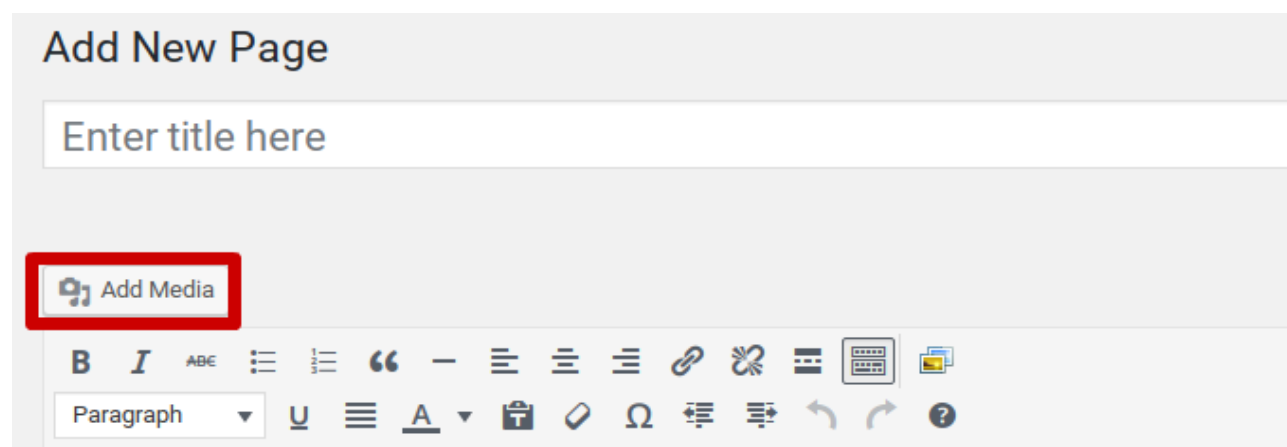 Add New Page
Enter title here
Add Media
B I ABC
Paragraph U A T Ω ?